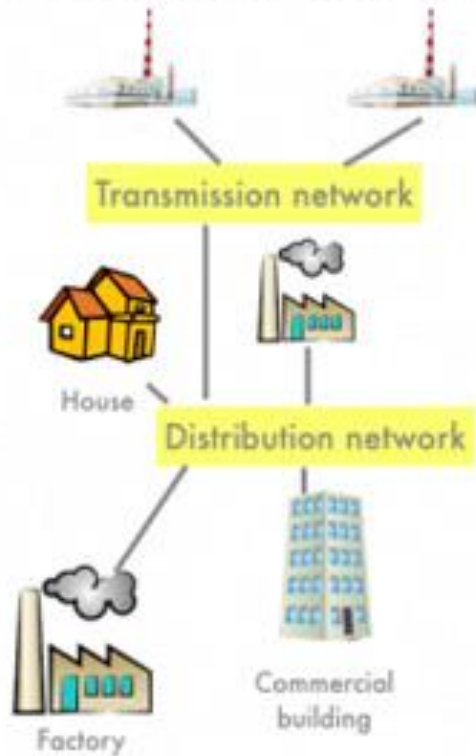 Transmission network
House
Distribution network
Commercial
building
Factory